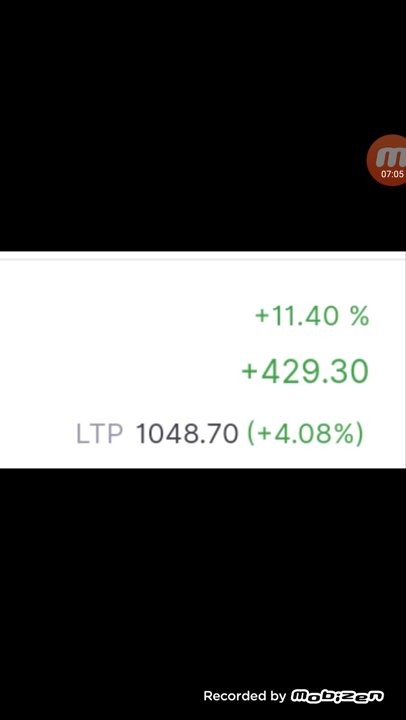 m
07:05
+11.40 %
+429.30
LTP 1048.70 (+4.08%)
Recorded by Mobizen